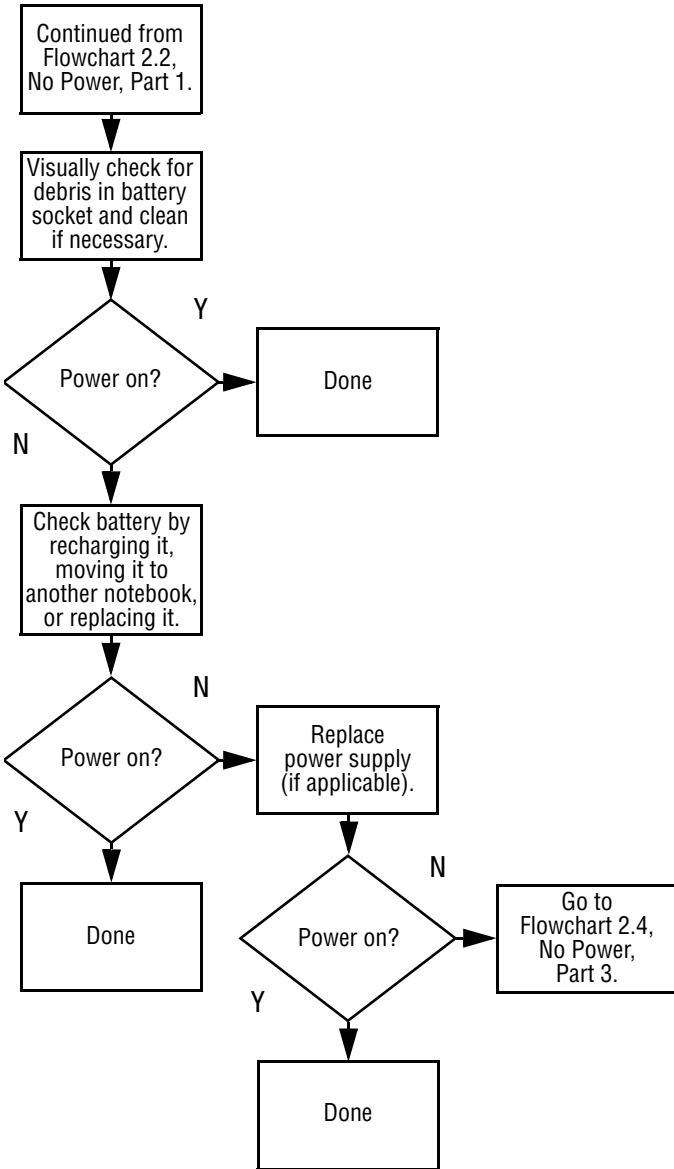 Continued from
Flowchart 2.2,
No Power, Part 1.
Visually check for
debris in battery
socket and clean
if necessary.
Y
Power on?
Done
N
Check battery by
recharging it,
moving it to
another notebook,
or replacing it.
N
Power on?
Replace
power supply
(if applicable).
Y
Done
N
Power on?
Go to
Flowchart 2.4,
No Power,
Part 3.
Y
Done